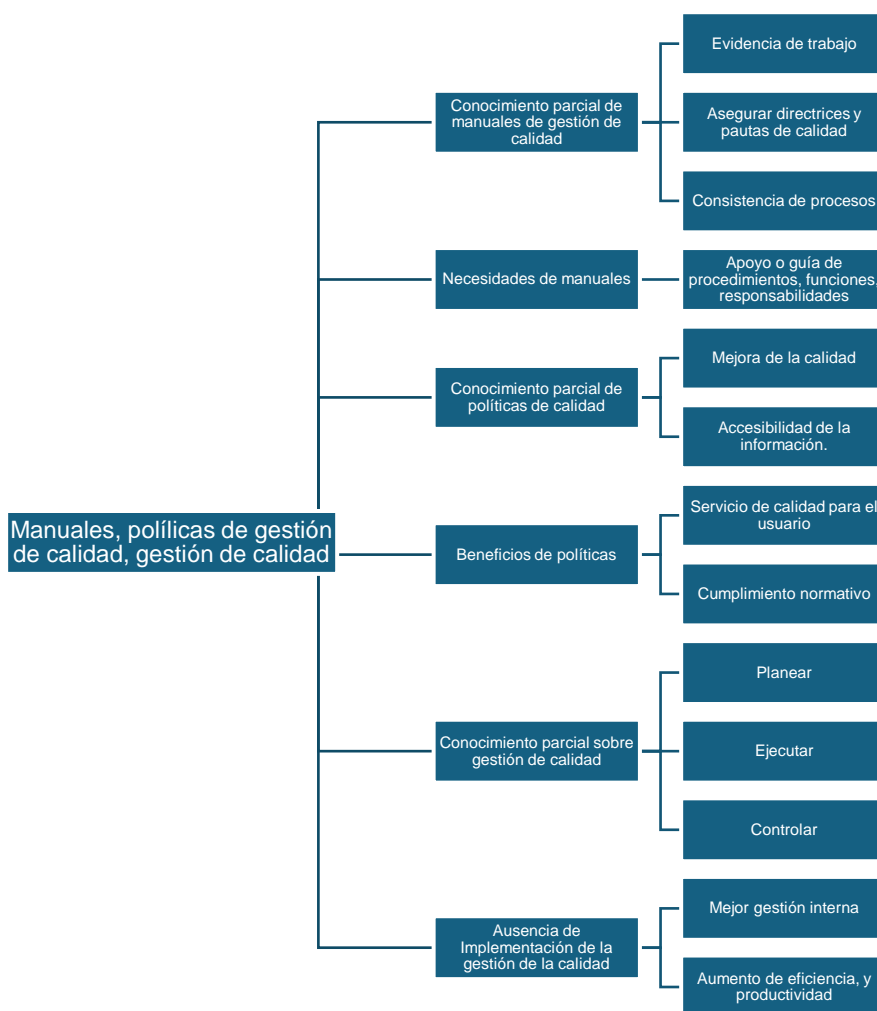 Manuales, polílicas de gestión
de calidad, gestión de calidad
Conocimiento parcial de
manuales de gestión de
calidad
Evidencia de trabajo
Asegurar directrices y
pautas de calidad
Consistencia de procesos
Necesidades de manuales
Apoyo o guía de
procedimientos, funciones,
responsabilidades
Conocimiento parcial de
políticas de calidad
Mejora de la calidad
Accesibilidad de la
información.
Beneficios de políticas
Servicio de calidad para el
usuario
Cumplimiento normativo
Conocimiento parcial sobre
gestión de calidad
Planear
Ejecutar
Controlar
Ausencia de
Implementación de la
gestión de la calidad
Mejor gestión interna
Aumento de eficiencia, y
productividad